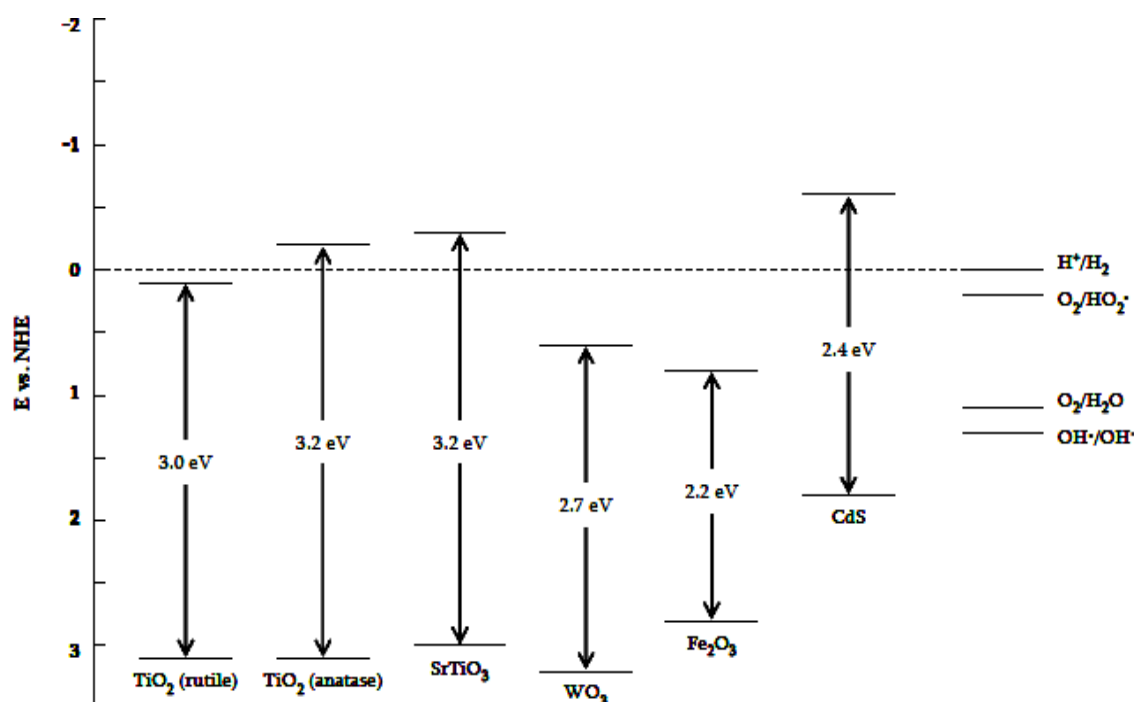 -2
-1
0
1
2
3
E vs. NHE
3.0 eV
3.2 eV
3.2 eV
2.7 eV
2.2 eV
2.4 eV
TiO₂ (rutile)
TiO₂ (anatase)
SrTiO₃
WO₃
Fe₂O₃
CdS
H⁺/H₂
O₂/HO₂•
O₂/H₂O
OH•/OH⁻